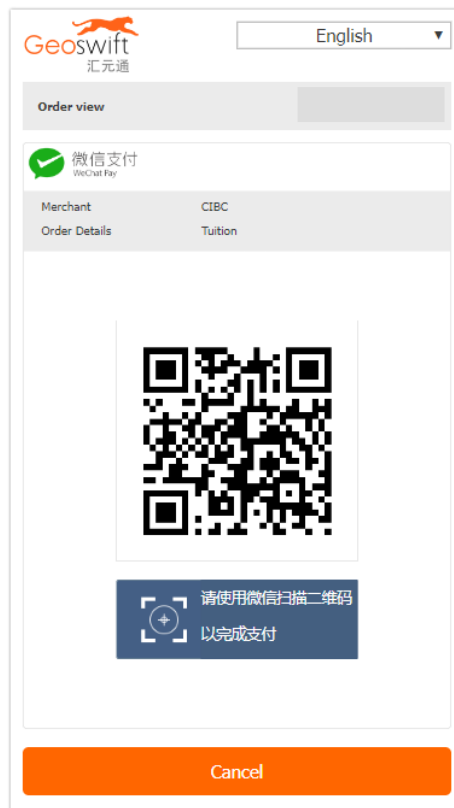 Geoswift
汇元通
English
Order view
微信支付
WeChat Pay
Merchant CIBC
Order Details Tuition
请使用微信扫描二维码
以完成支付
Cancel